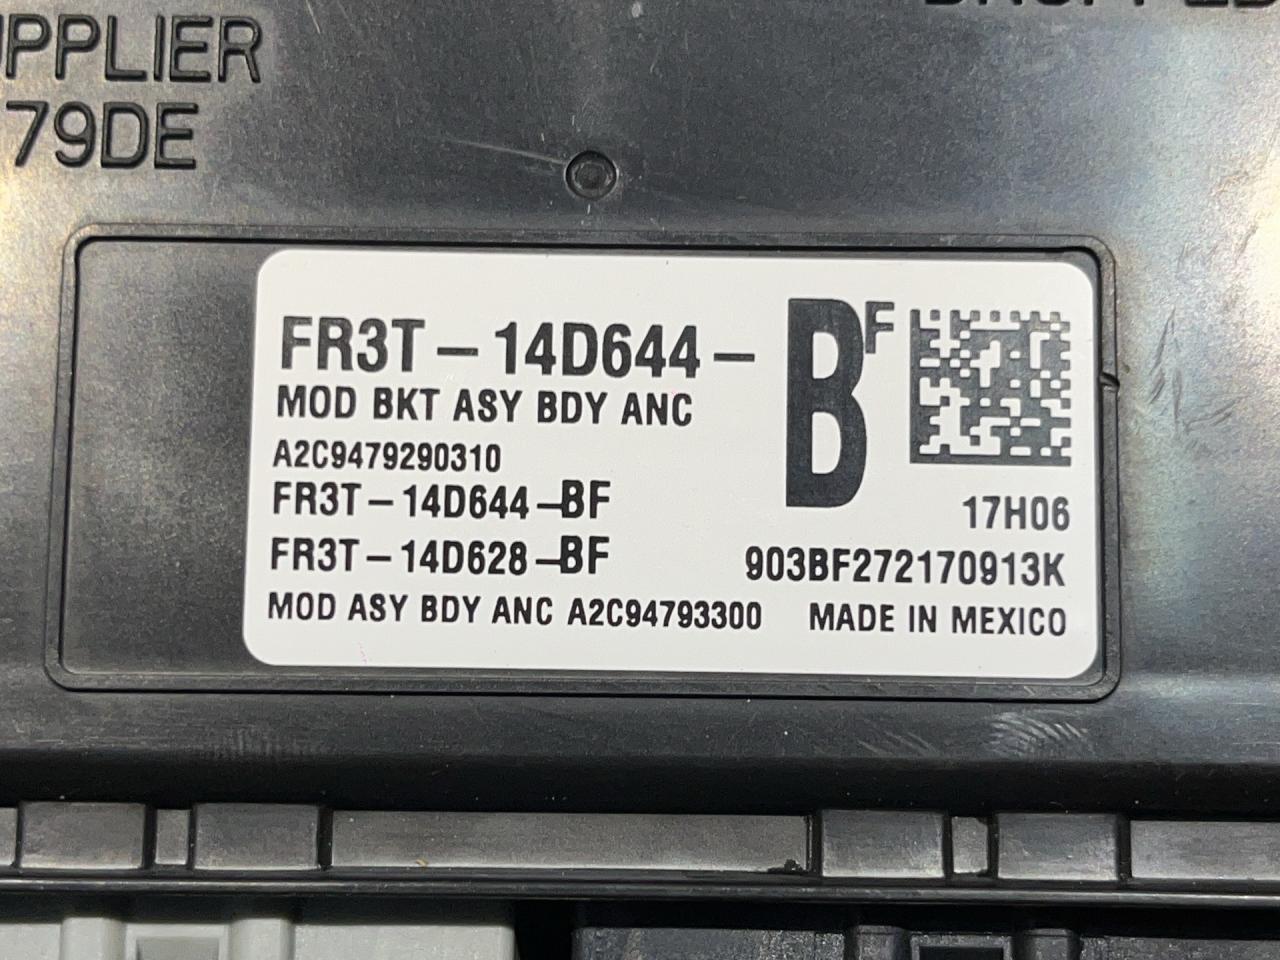 79DE
FR3T-14D644- BF
MOD BKT ASY BDY ANC
A2C9479290310
FR3T-14D644-BF
17H06
FR3T-14D628-BF 903BF272170913K
MOD ASY BDY ANC A2C94793300 MADE IN MEXICO